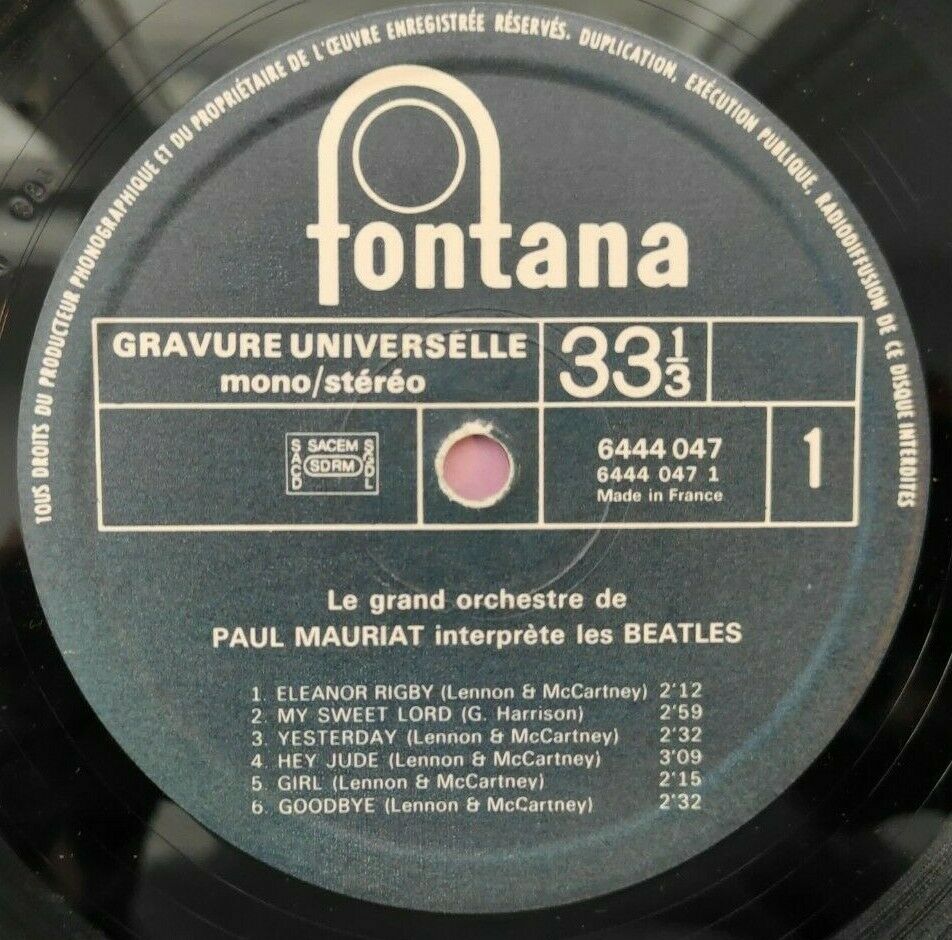 TOUS DROITS DU PRODUCTEUR PHONOGRAPHIQUE ET DU PROPRIÉTAIRE DE L'ŒUVRE ENREGISTRÉE RÉSERVÉS. DUPLICATION, EXÉCUTION PUBLIQUE, RADIODIFFUSION DE CE DISQUE INTERDITES
fontana
GRAVURE UNIVERSELLE
mono/stéréo
33 1/3
SACEM
SACD
SDRM
SGDL
6444 047
6444 047 1
Made in France
1
Le grand orchestre de
PAUL MAURIAT interprète les BEATLES
1. ELEANOR RIGBY (Lennon & McCartney) 2'12
2. MY SWEET LORD (G. Harrison) 2'59
3. YESTERDAY (Lennon & McCartney) 2'32
4. HEY JUDE (Lennon & McCartney) 3'09
5. GIRL (Lennon & McCartney) 2'15
6. GOODBYE (Lennon & McCartney) 2'32